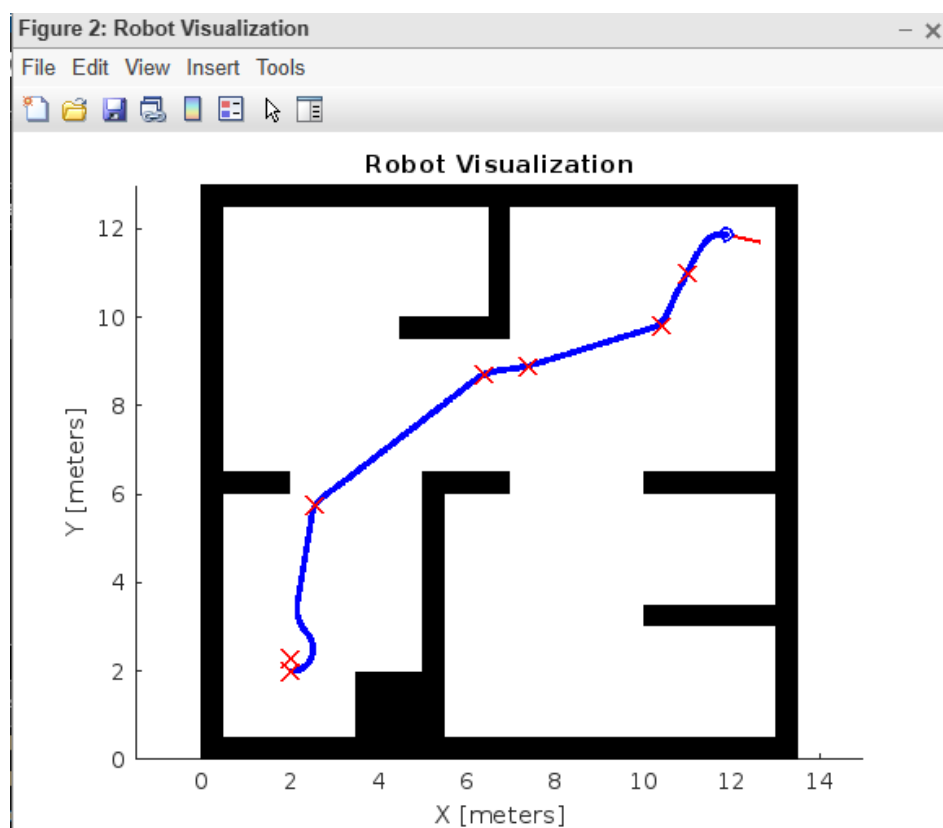 Figure 2: Robot Visualization
File Edit View Insert Tools
Robot Visualization
12
10
8
6
4
2
0
Y [meters]
0 2 4 6 8 10 12 14
X [meters]